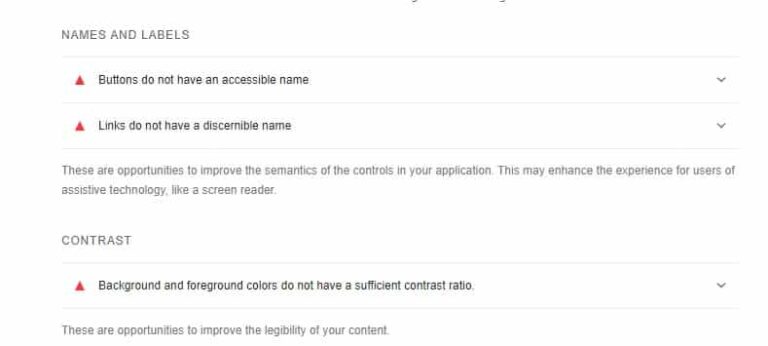 NAMES AND LABELS
Buttons do not have an accessible name
Links do not have a discernible name
These are opportunities to improve the semantics of the controls in your application. This may enhance the experience for users of
assistive technology, like a screen reader.
CONTRAST
Background and foreground colors do not have a sufficient contrast ratio.
These are opportunities to improve the legibility of your content.